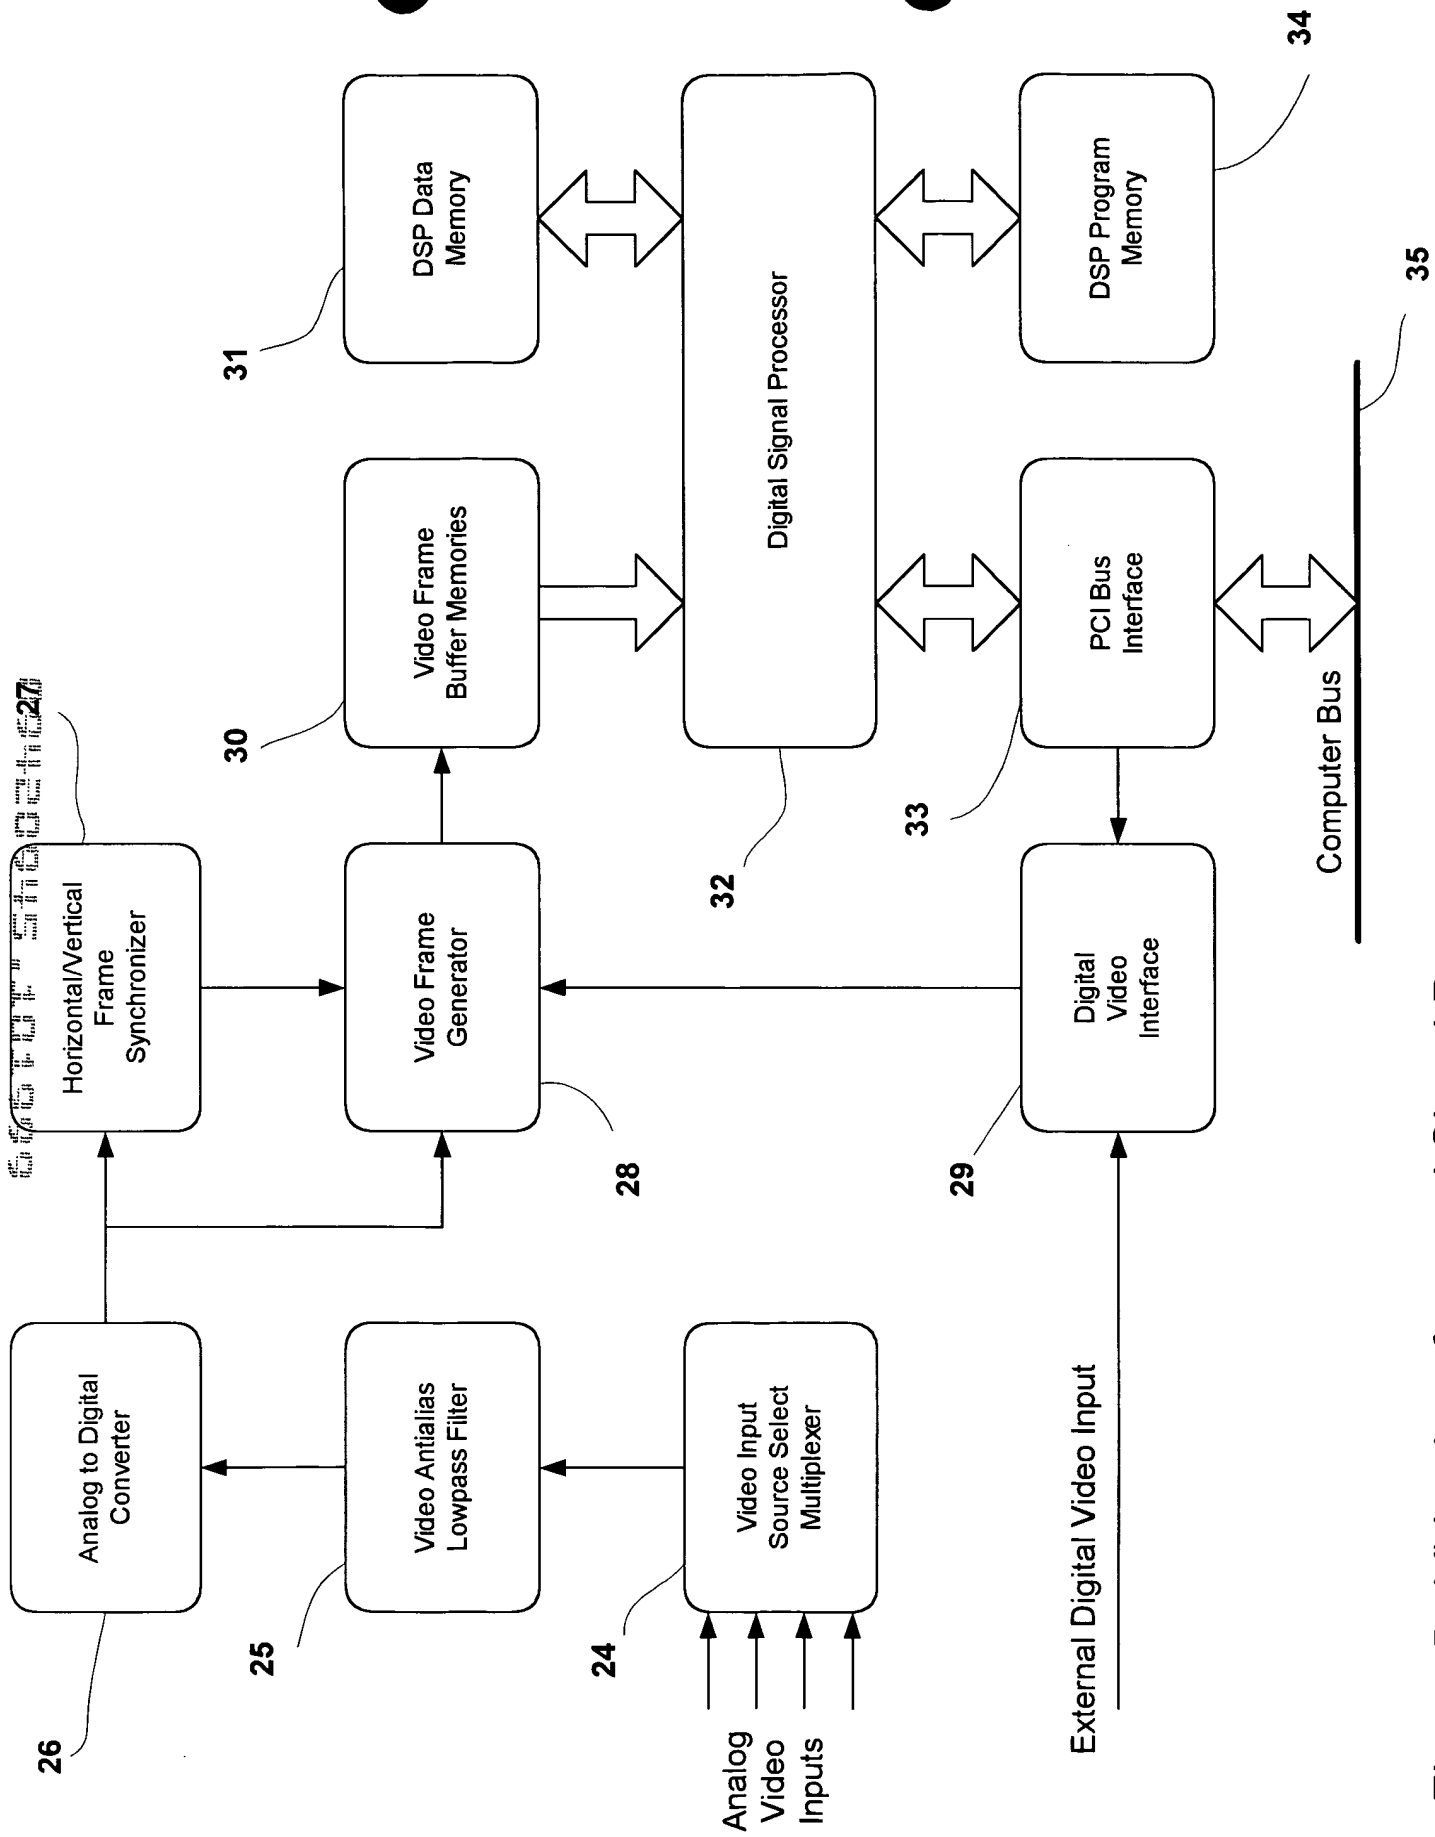 26
Analog to Digital
Converter
27
Horizontal/Vertical
Frame
Synchronizer
25
Video Antialias
Lowpass Filter
28
Video Frame
Generator
30
Video Frame
Buffer Memories
31
DSP Data
Memory
24
Video Input
Source Select
Multiplexer
Analog
Video
Inputs
32
Digital Signal Processor
External Digital Video Input
29
Digital
Video
Interface
33
PCI Bus
Interface
DSP Program
Memory
34
Computer Bus
35